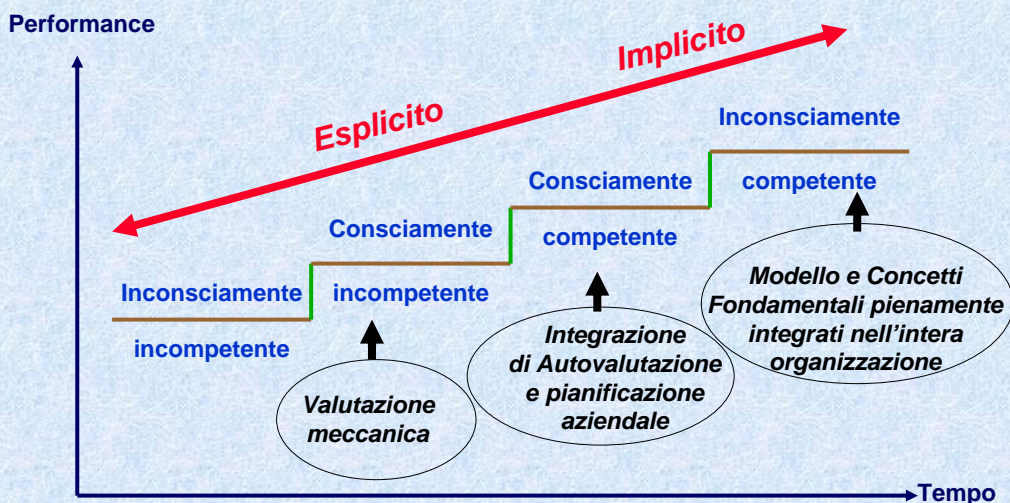 Performance
Implicito
Esplicito
Inconsciamente
incompetente
Consciamente
incompetente
Consciamente
competente
Inconsciamente
competente
Valutazione
meccanica
Integrazione
di Autovalutazione
e pianificazione
aziendale
Modello e Concetti
Fondamentali pienamente
integrati nell'intera
organizzazione
Tempo